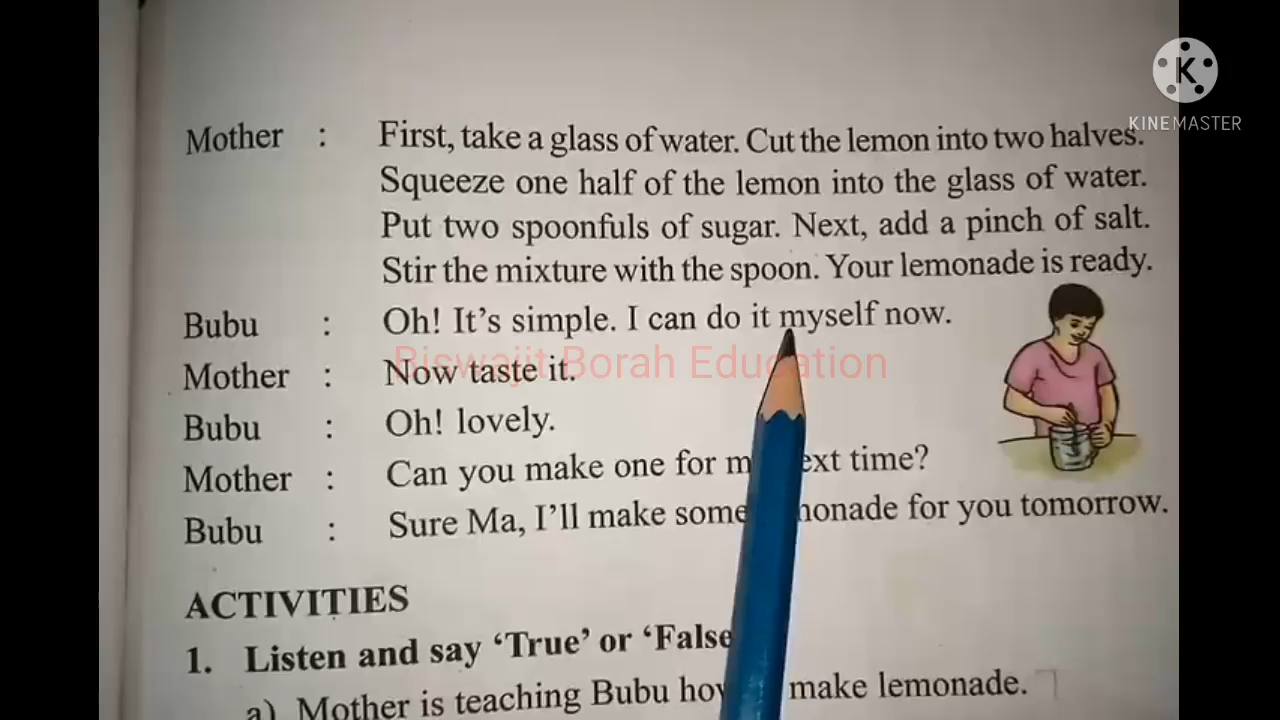 Mother : First, take a glass of water. Cut the lemon into two halves.
Squeeze one half of the lemon into the glass of water.
Put two spoonfuls of sugar. Next, add a pinch of salt.
Stir the mixture with the spoon. Your lemonade is ready.
Bubu : Oh! It's simple. I can do it myself now.
Mother : Now taste it.
Bubu : Oh! lovely.
Mother : Can you make one for time?
Bubu : Sure Ma, I'll make some for you tomorrow.
ACTIVITIES
1. Listen and say 'True' or 'False
a) Mother is teaching Bubu make lemonade.
KINEMASTER
Biswajit Borah Education